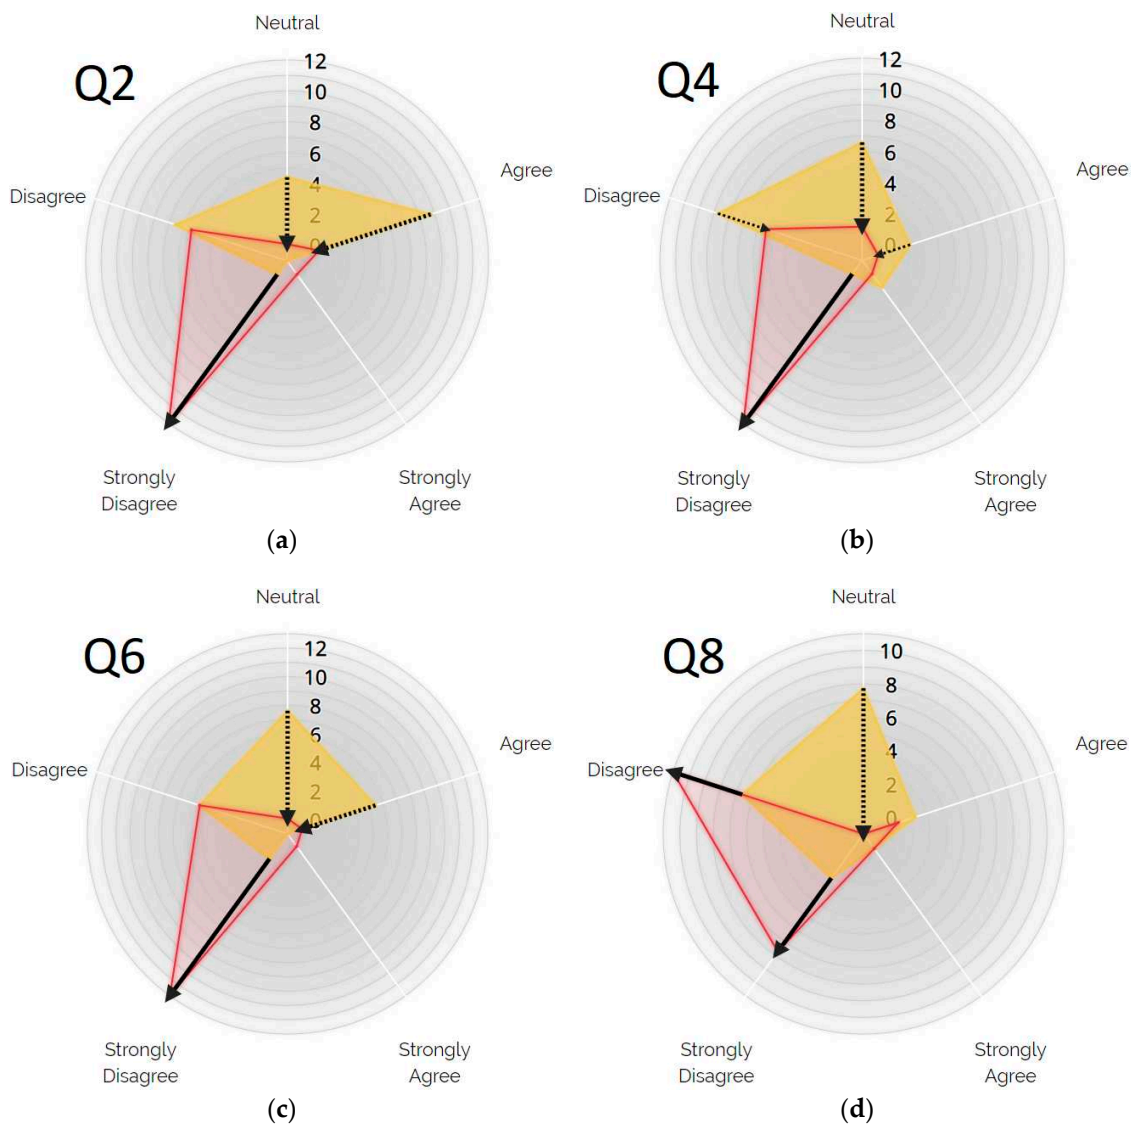 Neutral
Q2
12
10
8
6
4
2
0
Agree
Disagree
Strongly
Disagree
Strongly
Agree
(a)
Neutral
Q4
12
10
8
6
4
2
0
Agree
Disagree
Strongly
Disagree
Strongly
Agree
(b)
Neutral
Q6
12
10
8
6
4
2
0
Agree
Disagree
Strongly
Disagree
Strongly
Agree
(c)
Neutral
Q8
10
8
6
4
2
0
Agree
Disagree
Strongly
Disagree
Strongly
Agree
(d)